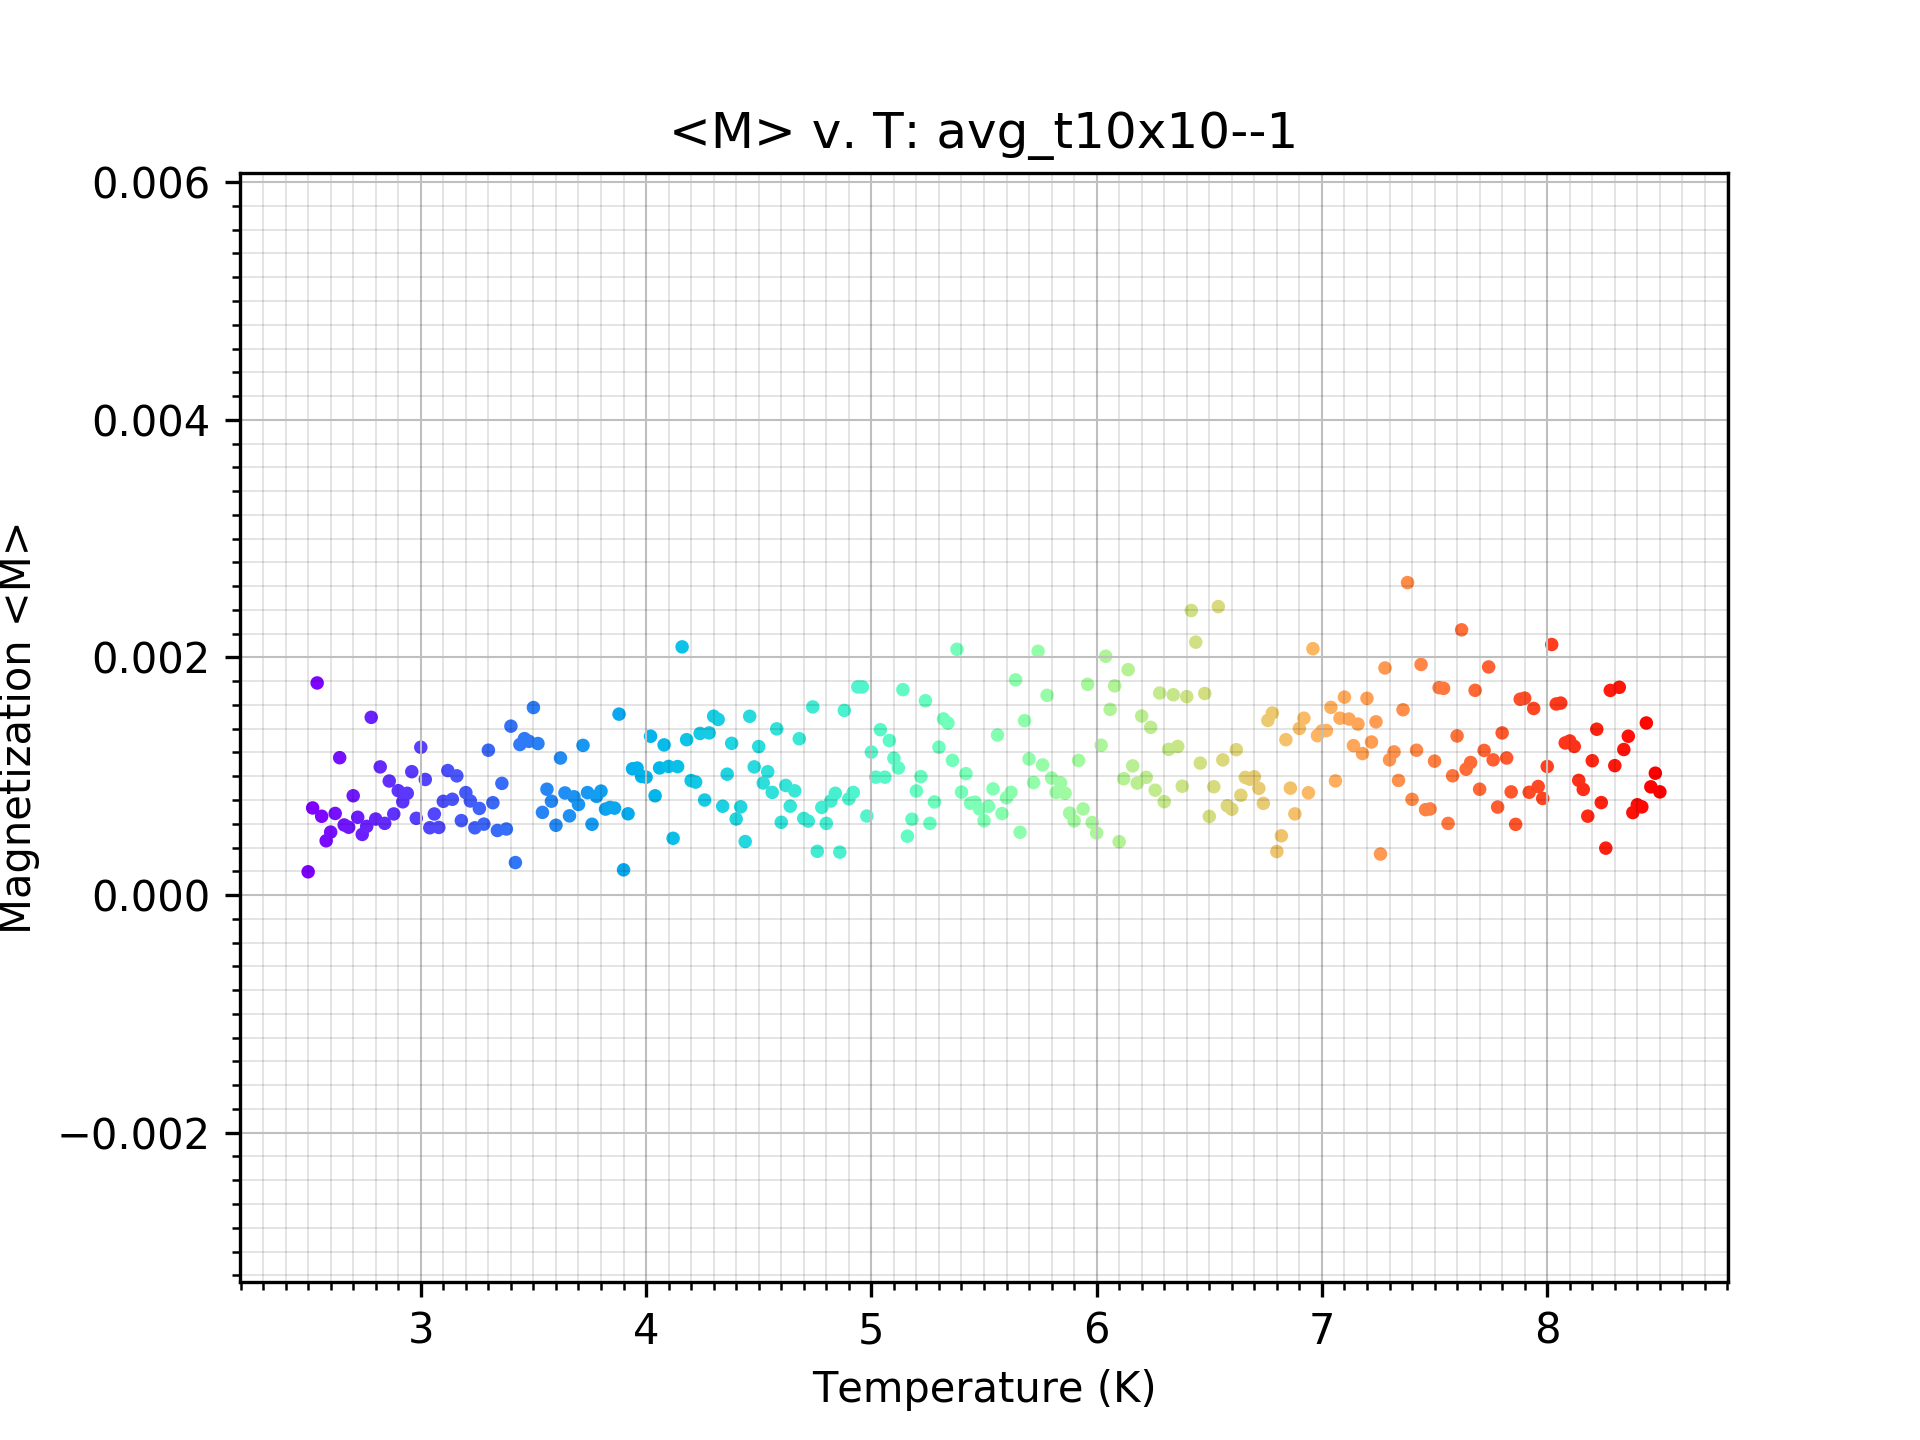 <M> v. T: avg_t10x10--1
0.006
0.004
0.002
0.000
−0.002
Magnetization <M>
3 4 5 6 7 8
Temperature (K)